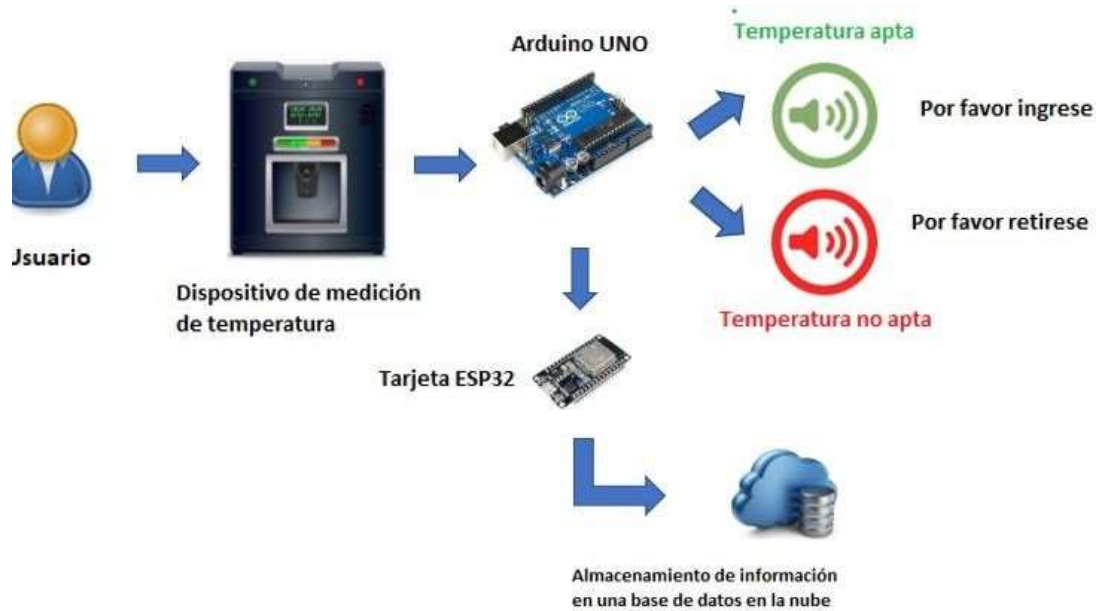 Temperatura apta
Arduino UNO
Por favor ingrese
Por favor retirese
Usuario
Dispositivo de medición
de temperatura
Temperatura no apta
Tarjeta ESP32
Almacenamiento de información
en una base de datos en la nube